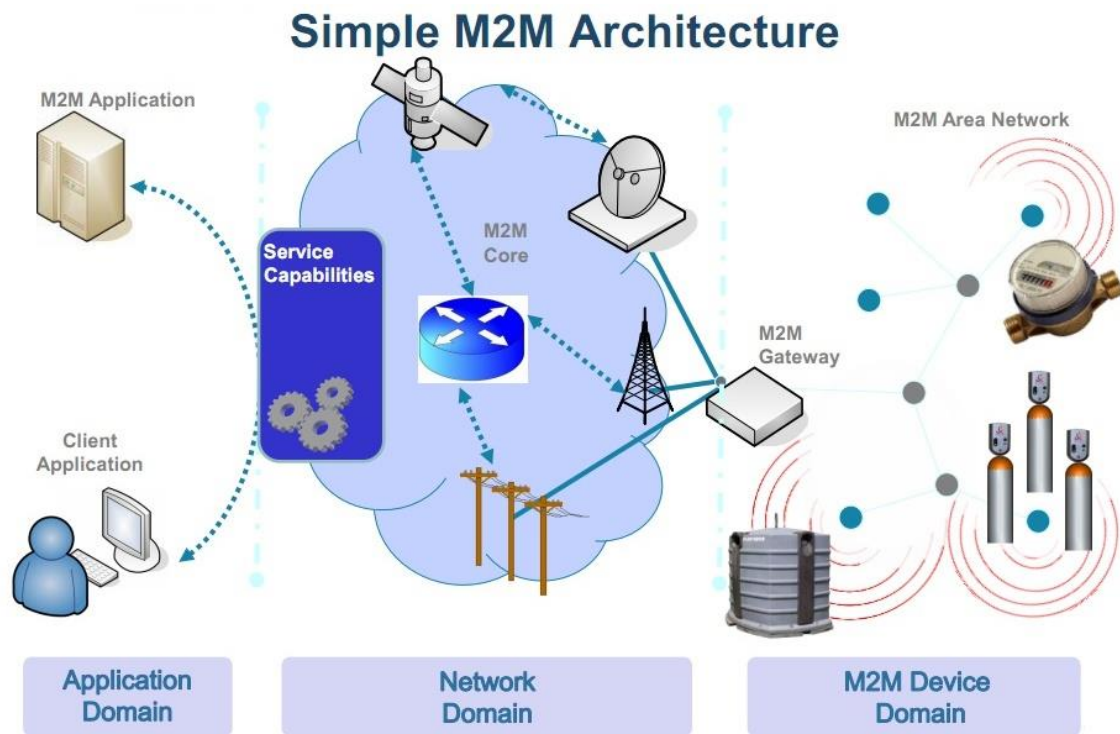 Simple M2M Architecture
M2M Application
M2M Area Network
Service
Capabilities
M2M
Core
M2M
Gateway
Client
Application
Application
Domain
Network
Domain
M2M Device
Domain